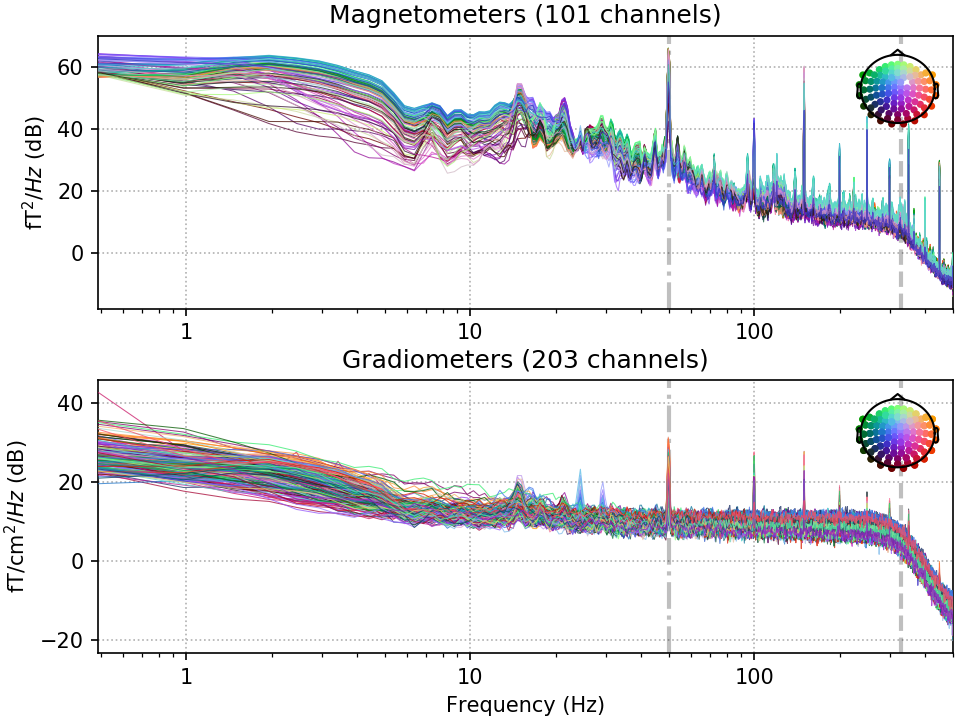 Magnetometers (101 channels)
fT²/Hz (dB)
60
40
20
0
1
10
100
Gradiometers (203 channels)
fT/cm²/Hz (dB)
40
20
0
−20
1
10
100
Frequency (Hz)